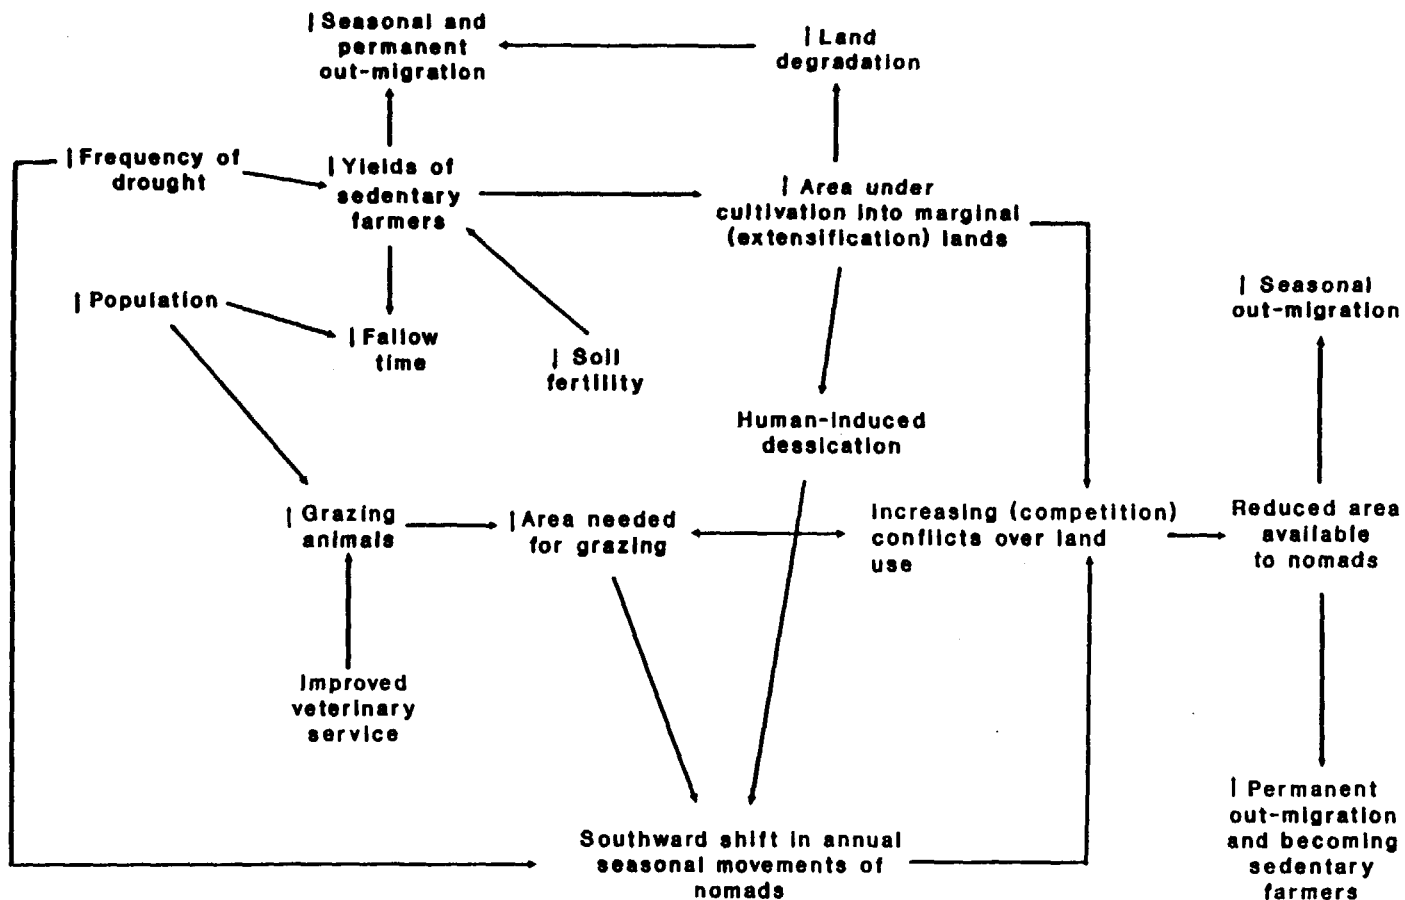 ↑Seasonal and
permanent
out-migration
↑Land
degradation
↑Frequency of
drought
↓Yields of
sedentary
farmers
↑Area under
cultivation into marginal
(extensification) lands
↑Population
↓Fallow
time
↓Soil
fertility
↑Seasonal
out-migration
Human-induced
dessication
↑Grazing
animals
↑Area needed
for grazing
Increasing (competition)
conflicts over land
use
Reduced area
available
to nomads
Improved
veterinary
service
Southward shift in annual
seasonal movements of
nomads
↑Permanent
out-migration
and becoming
sedentary
farmers